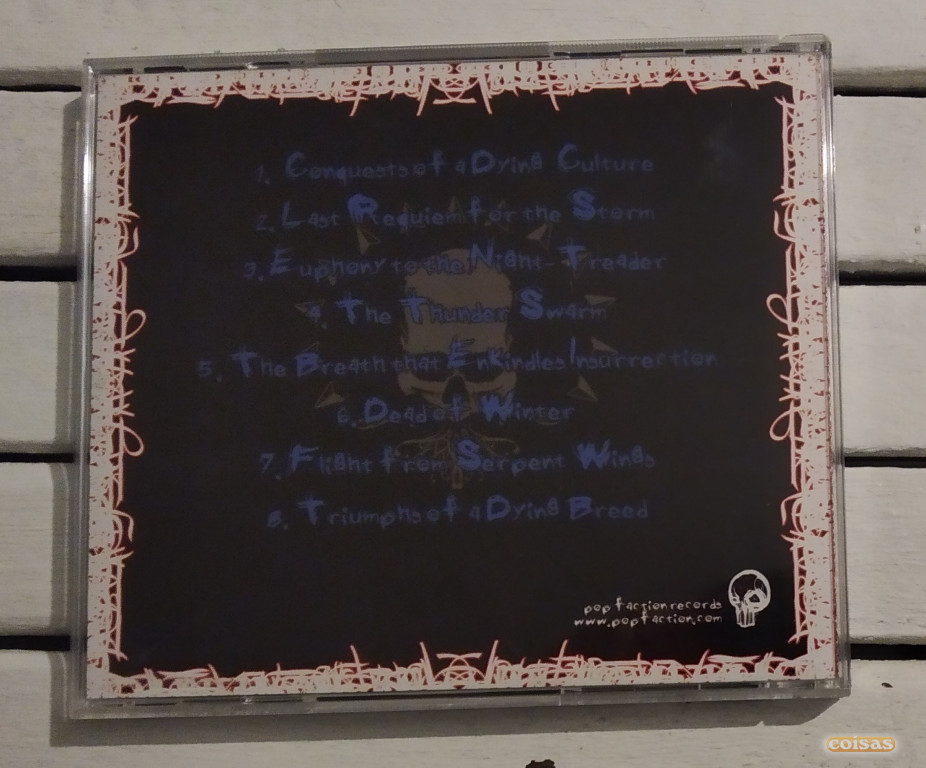 1. Conquests of a Dying Culture
2. Last Requiem for the Storm
3. Euphony to the Night-Treader
4. The Thunder Swarm
5. The Breath that Enkindles Insurrection
6. Dead of Winter
7. Flight from Serpent Wings
8. Triumphs of a Dying Breed
pop faction records
www.popfaction.com
coisas